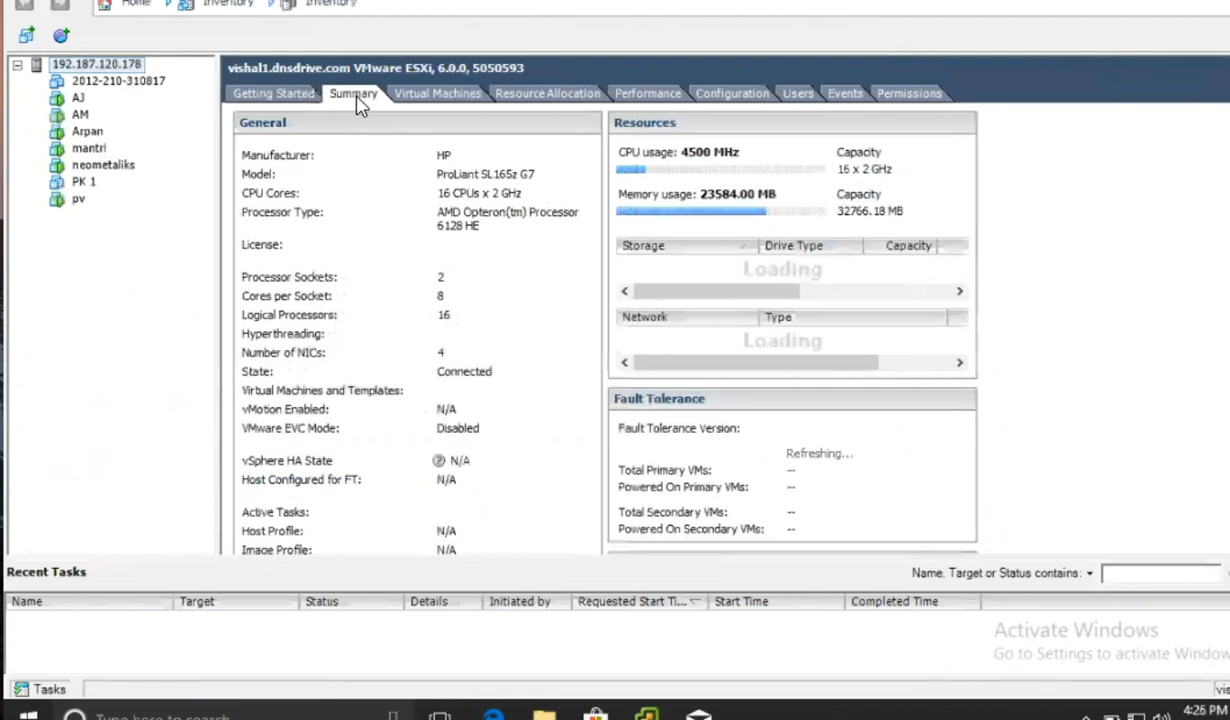 Home Inventory Inventory
192.187.120.178
2012-210-310817
AJ
AM
Arpan
mantri
neometaliks
PK 1
pv
vishal1.dnsdrive.com VMware ESXi, 6.0.0, 5050593
Getting Started Summary Virtual Machines Resource Allocation Performance Configuration Users Events Permissions
General
Manufacturer: HP
Model: ProLiant SL165z G7
CPU Cores: 16 CPUs x 2 GHz
Processor Type: AMD Opteron(tm) Processor
6128 HE
License:
Processor Sockets: 2
Cores per Socket: 8
Logical Processors: 16
Hyperthreading:
Number of NICs: 4
State: Connected
Virtual Machines and Templates:
vMotion Enabled: N/A
VMware EVC Mode: Disabled
vSphere HA State N/A
Host Configured for FT: N/A
Active Tasks:
Host Profile: N/A
Image Profile: N/A
Resources
CPU usage: 4500 MHz Capacity
16 x 2 GHz
Memory usage: 23584.00 MB Capacity
32766.18 MB
Storage Drive Type Capacity
Loading
Network Type
Loading
Fault Tolerance
Fault Tolerance Version:
Refreshing...
Total Primary VMs: --
Powered On Primary VMs: --
Total Secondary VMs: --
Powered On Secondary VMs: --
Recent Tasks
Name, Target or Status contains:
Name Target Status Details Initiated by Requested Start Ti... Start Time Completed Time
Activate Windows
Go to Settings to activate Window
Tasks
vis
Type here to search
4:26 PM